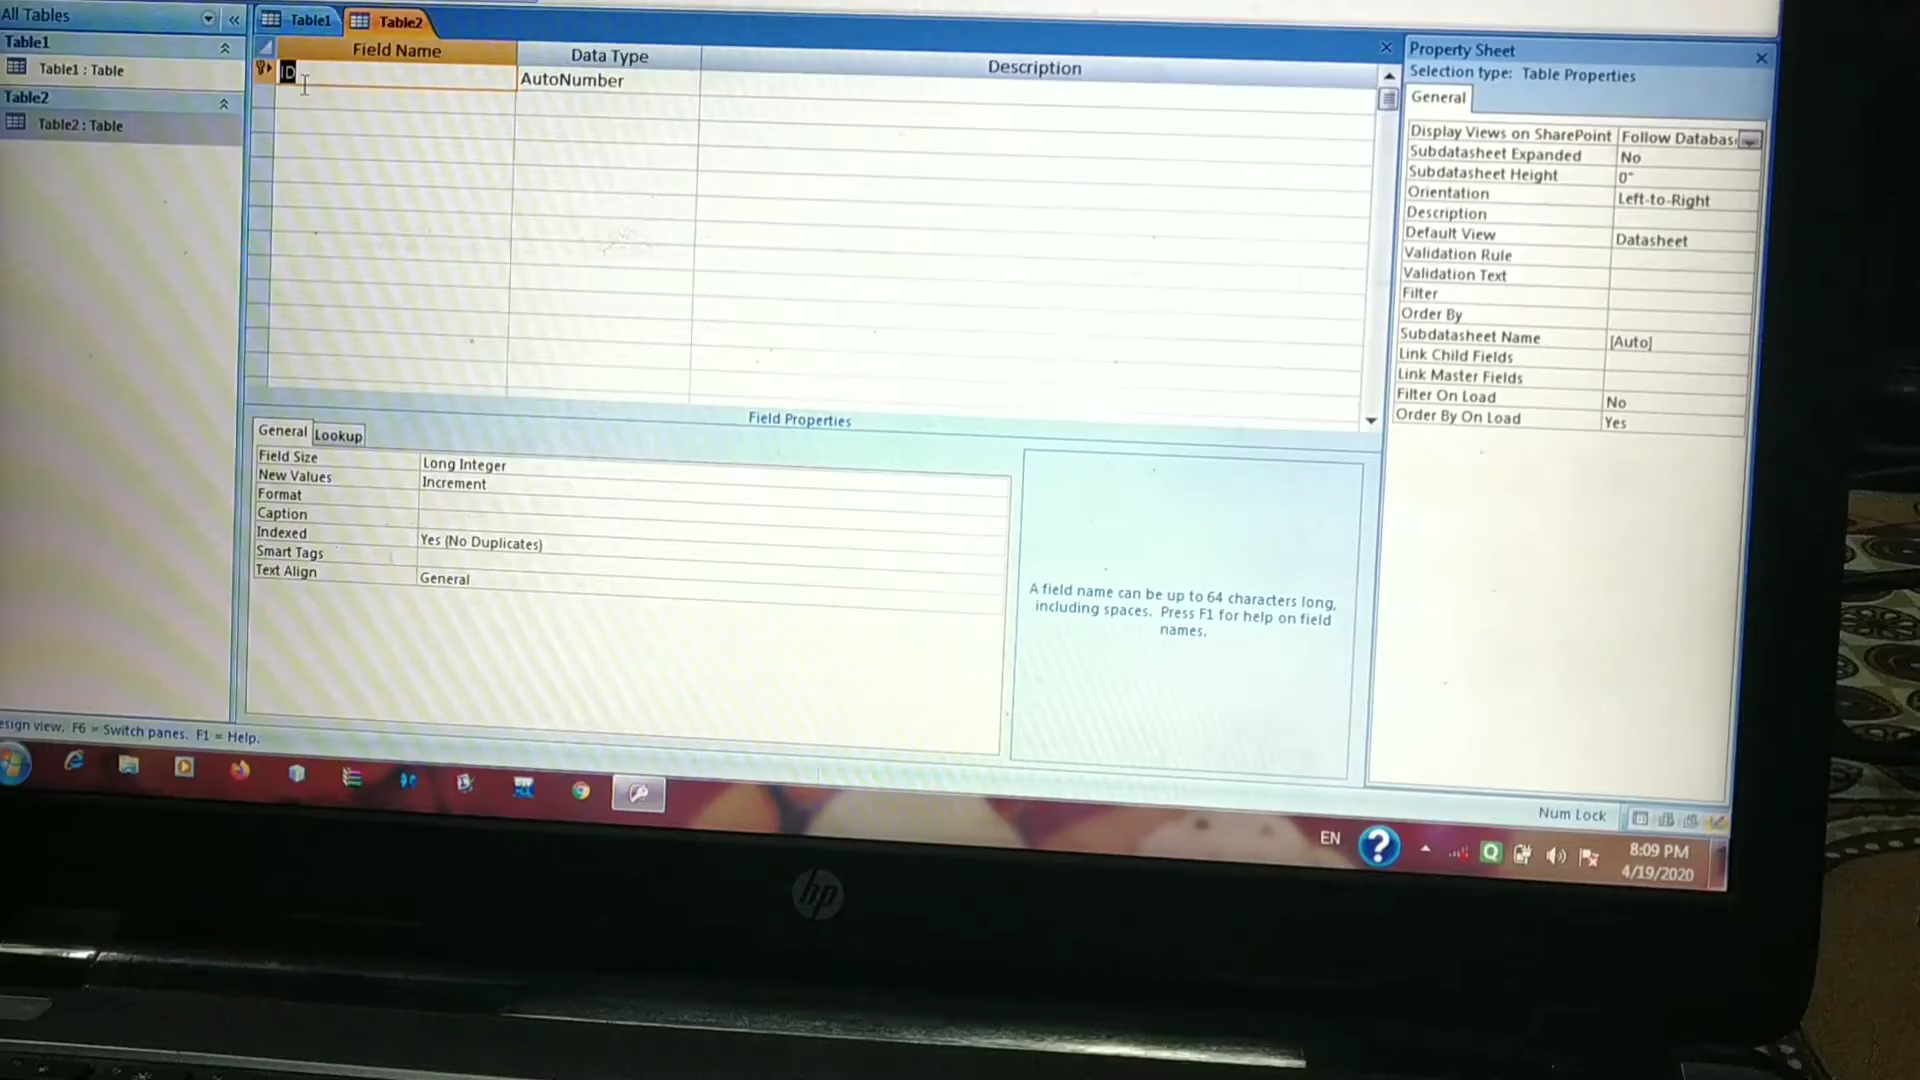 All Tables
Table1
Table1 : Table
Table2
Table2 : Table
Table1 Table2
Field Name Data Type Description
ID AutoNumber
Field Properties
General Lookup
Field Size Long Integer
New Values Increment
Format
Caption
Indexed Yes (No Duplicates)
Smart Tags
Text Align General
A field name can be up to 64 characters long,
including spaces. Press F1 for help on field
names.
Property Sheet
Selection type: Table Properties
General
Display Views on SharePoint Follow Databas
Subdatasheet Expanded No
Subdatasheet Height 0"
Orientation Left-to-Right
Description
Default View Datasheet
Validation Rule
Validation Text
Filter
Order By
Subdatasheet Name [Auto]
Link Child Fields
Link Master Fields
Filter On Load No
Order By On Load Yes
esign view. F6 = Switch panes. F1 = Help.
Num Lock
EN
8:09 PM
4/19/2020
hp